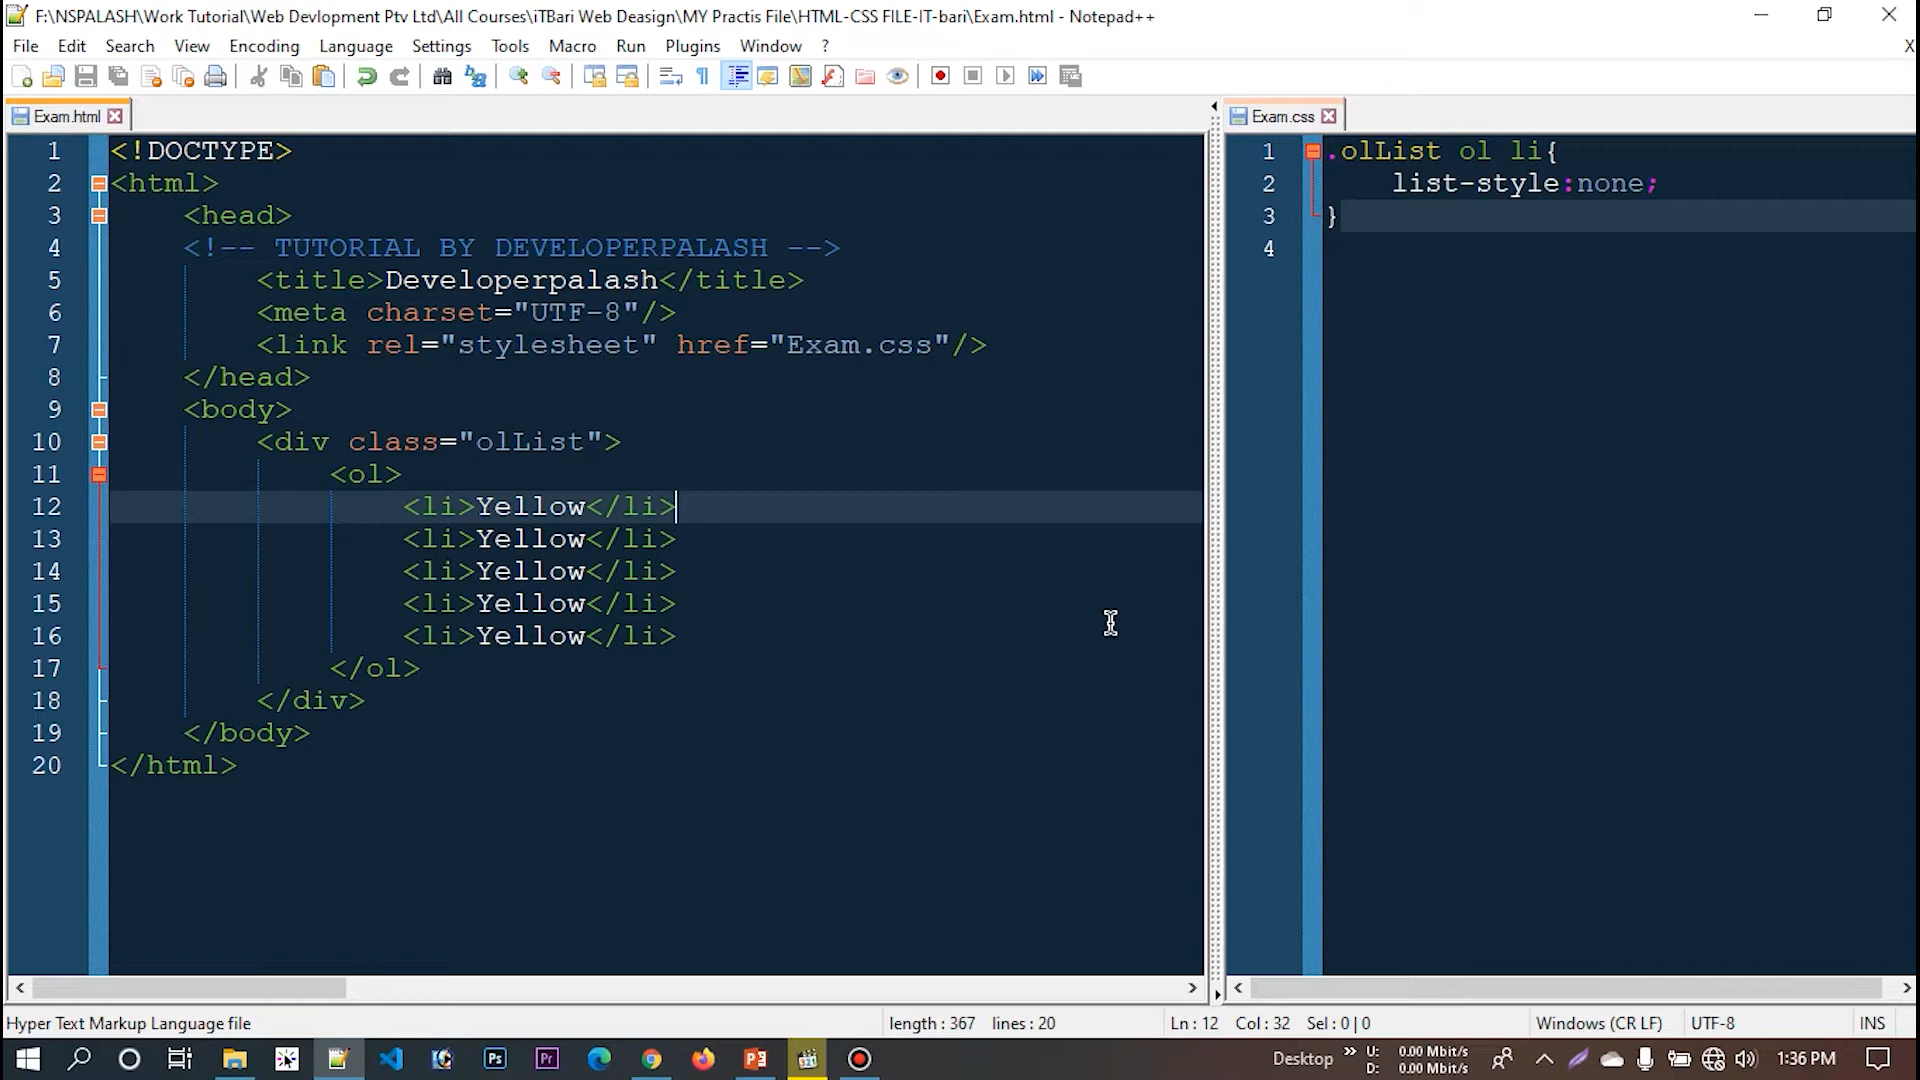 F:\NSPALASH\Work Tutorial\Web Devlopment Ptv Ltd\All Courses\iTBari Web Deasign\MY Practis File\HTML-CSS FILE-IT-bari\Exam.html - Notepad++
File Edit Search View Encoding Language Settings Tools Macro Run Plugins Window ? X
Exam.html
1 <!DOCTYPE>
2 <html>
3 <head>
4 <!-- TUTORIAL BY DEVELOPERPALASH -->
5 <title>Developerpalash</title>
6 <meta charset="UTF-8"/>
7 <link rel="stylesheet" href="Exam.css"/>
8 </head>
9 <body>
10 <div class="olList">
11 <ol>
12 <li>Yellow</li>
13 <li>Yellow</li>
14 <li>Yellow</li>
15 <li>Yellow</li>
16 <li>Yellow</li>
17 </ol>
18 </div>
19 </body>
20 </html>
Exam.css
1 .olList ol li{
2 list-style:none;
3 }
4
Hyper Text Markup Language file length : 367 lines : 20 Ln : 12 Col : 32 Sel : 0 | 0 Windows (CR LF) UTF-8 INS
Ps Pr Desktop U: 0.00 Mbit/s
D: 0.00 Mbit/s
1:36 PM